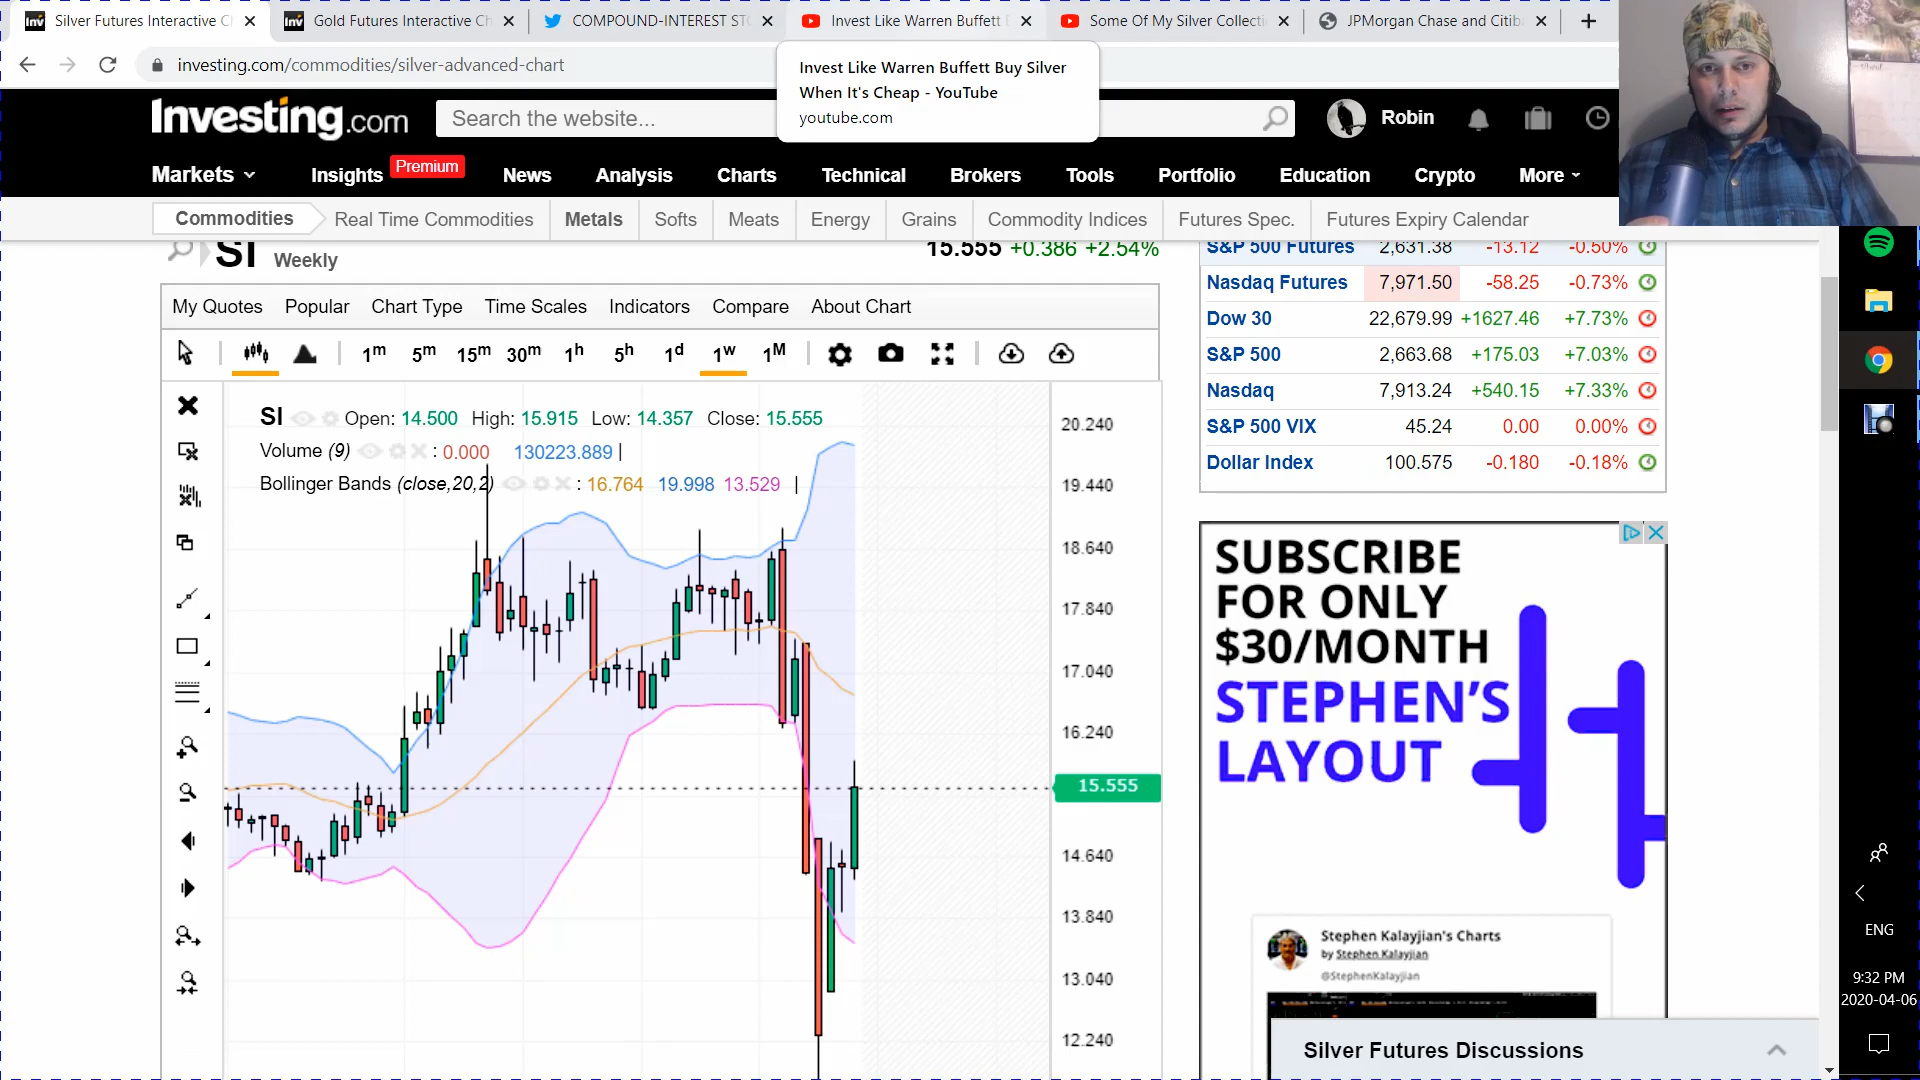 Silver Futures Interactive C
Gold Futures Interactive Ch
COMPOUND-INTEREST ST
Invest Like Warren Buffett
Some Of My Silver Collecti
JPMorgan Chase and Citib
investing.com/commodities/silver-advanced-chart
Invest Like Warren Buffett Buy Silver
When It's Cheap - YouTube
youtube.com
Investing.com
Search the website...
Robin
Markets
Insights
Premium
News
Analysis
Charts
Technical
Brokers
Tools
Portfolio
Education
Crypto
More
Commodities
Real Time Commodities
Metals
Softs
Meats
Energy
Grains
Commodity Indices
Futures Spec.
Futures Expiry Calendar
SI Weekly
15.555 +0.386 +2.54%
My Quotes Popular Chart Type Time Scales Indicators Compare About Chart
1m 5m 15m 30m 1h 5h 1d 1w 1M
SI Open: 14.500 High: 15.915 Low: 14.357 Close: 15.555
Volume (9) : 0.000 130223.889 |
Bollinger Bands (close,20,2) : 16.764 19.998 13.529 |
20.240
19.440
18.640
17.840
17.040
16.240
15.555
14.640
13.840
13.040
12.240
S&P 500 Futures 2,631.38 -13.12 -0.50%
Nasdaq Futures 7,971.50 -58.25 -0.73%
Dow 30 22,679.99 +1627.46 +7.73%
S&P 500 2,663.68 +175.03 +7.03%
Nasdaq 7,913.24 +540.15 +7.33%
S&P 500 VIX 45.24 0.00 0.00%
Dollar Index 100.575 -0.180 -0.18%
SUBSCRIBE
FOR ONLY
$30/MONTH
STEPHEN'S
LAYOUT
Stephen Kalayjian's Charts
by Stephen Kalayjian
@StephenKalayjian
Silver Futures Discussions
ENG
9:32 PM
2020-04-06